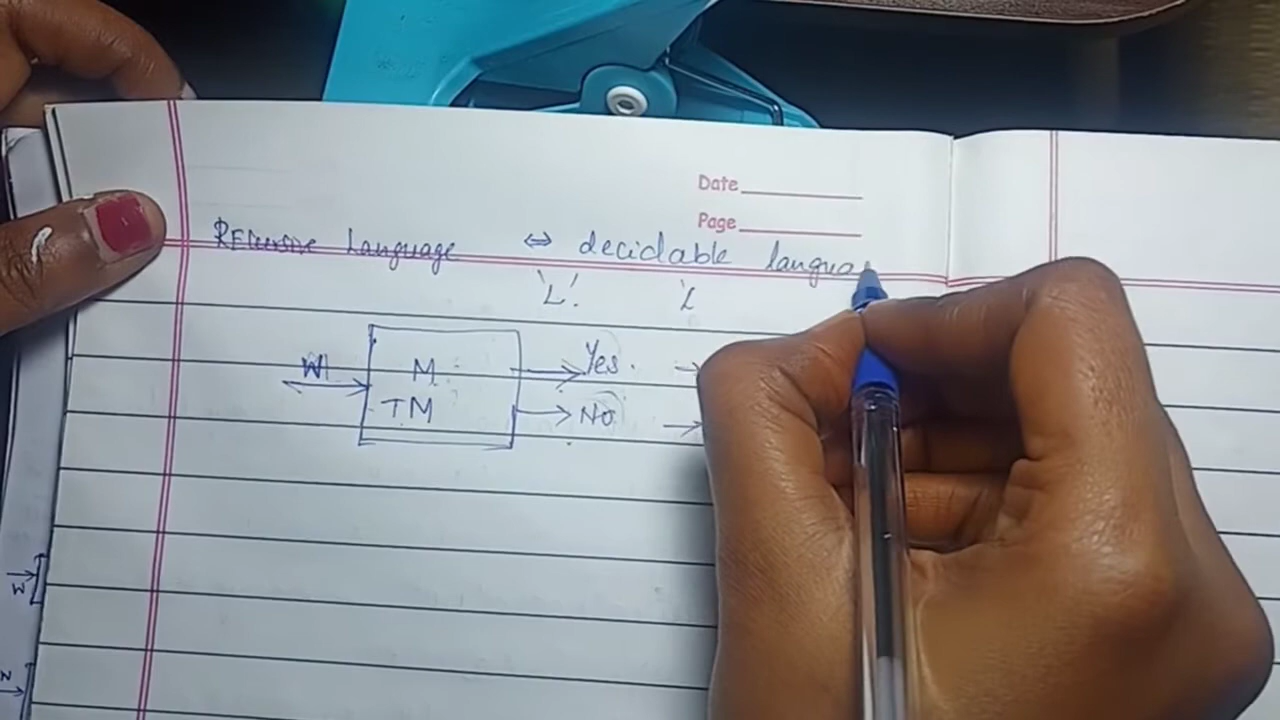 Date
Page
Recursive Language ⇔ decidable langua
'L'.
W M → Yes. →
TM → No →